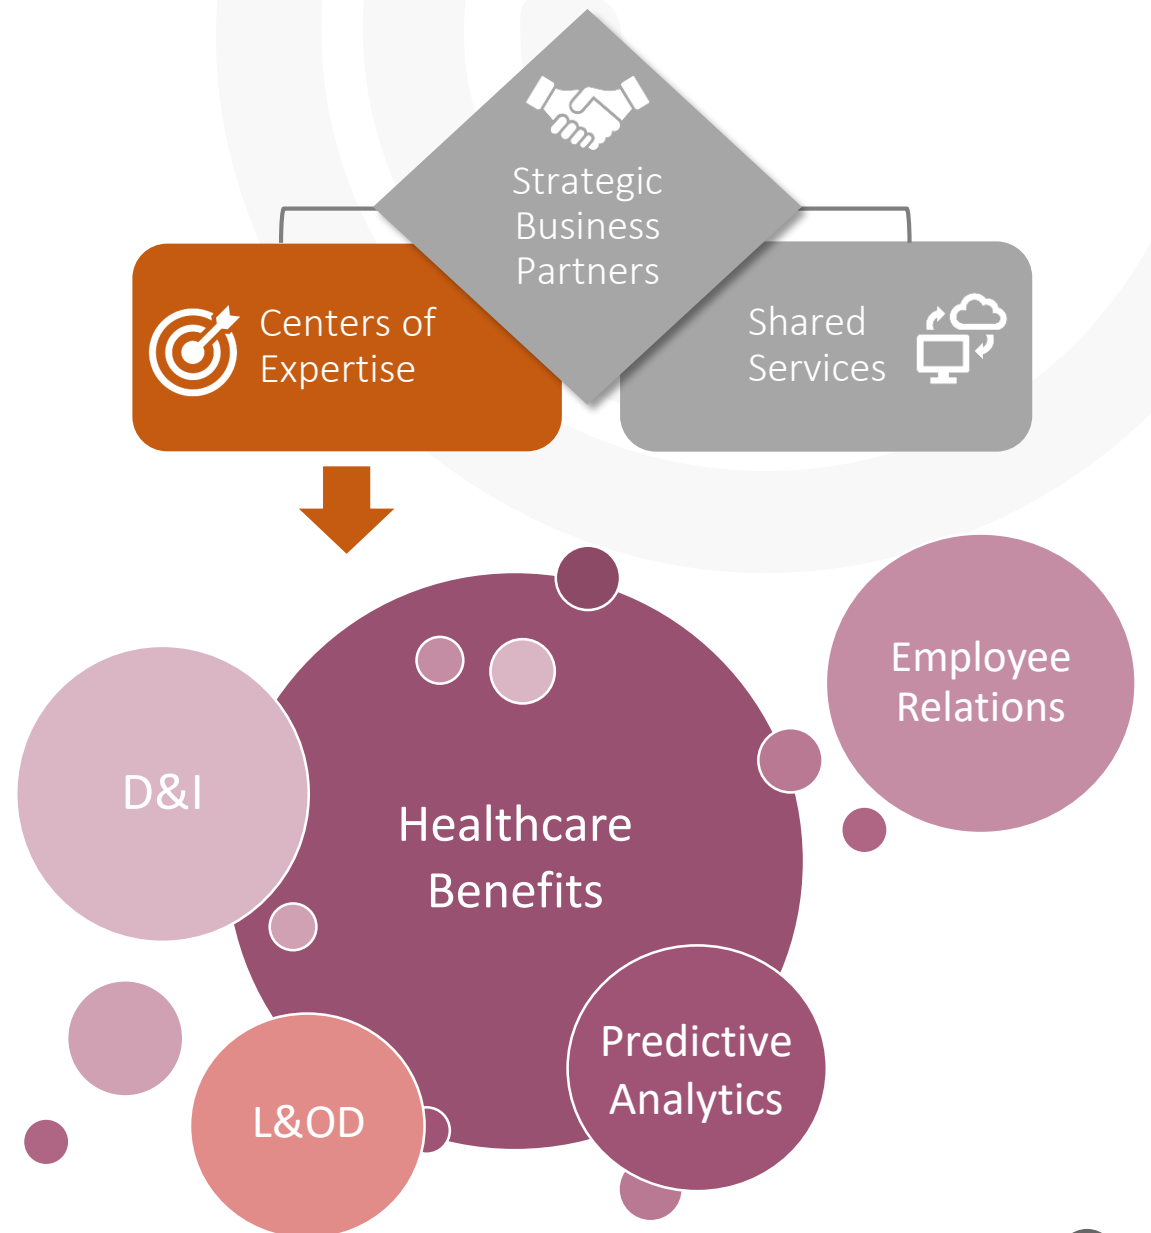 Strategic
Business
Partners
Centers of
Expertise
Shared
Services
Employee
Relations
D&I
Healthcare
Benefits
Predictive
Analytics
L&OD